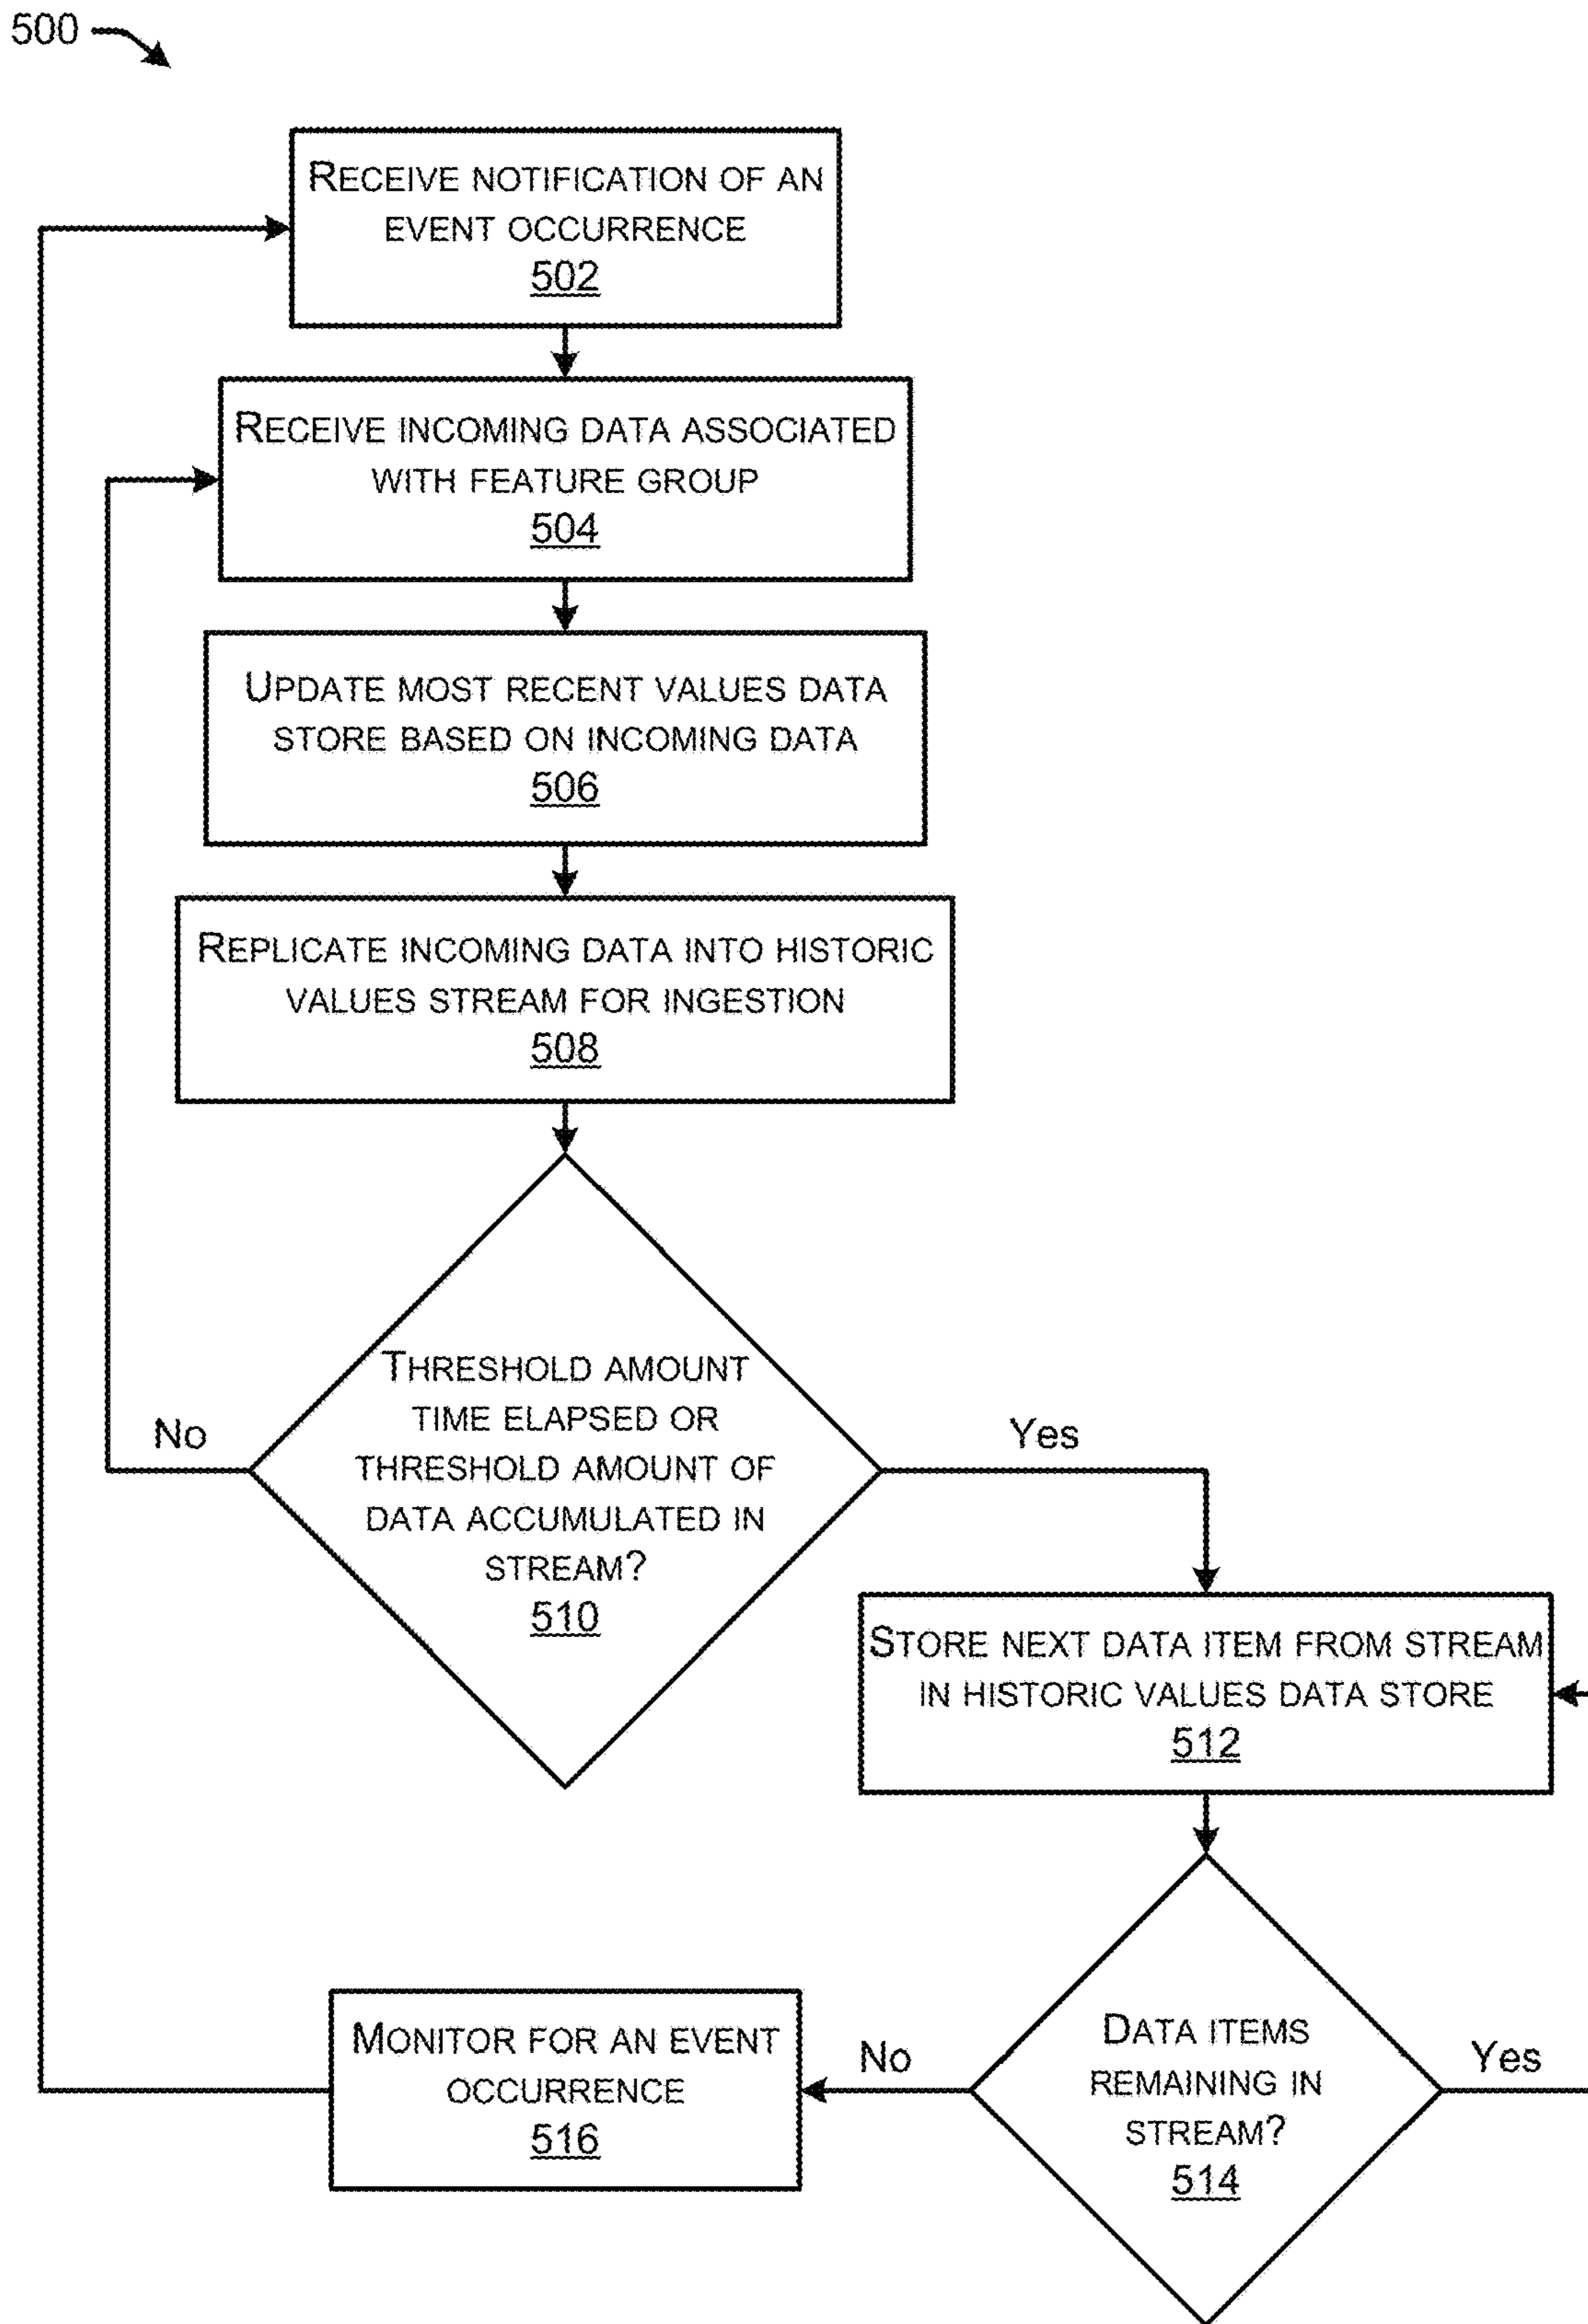 500
RECEIVE NOTIFICATION OF AN
EVENT OCCURRENCE
502
RECEIVE INCOMING DATA ASSOCIATED
WITH FEATURE GROUP
504
UPDATE MOST RECENT VALUES DATA
STORE BASED ON INCOMING DATA
506
REPLICATE INCOMING DATA INTO HISTORIC
VALUES STREAM FOR INGESTION
508
THRESHOLD AMOUNT
TIME ELAPSED OR
THRESHOLD AMOUNT OF
DATA ACCUMULATED IN
STREAM?
510
No
Yes
STORE NEXT DATA ITEM FROM STREAM
IN HISTORIC VALUES DATA STORE
512
DATA ITEMS
REMAINING IN
STREAM?
514
No
Yes
MONITOR FOR AN EVENT
OCCURRENCE
516